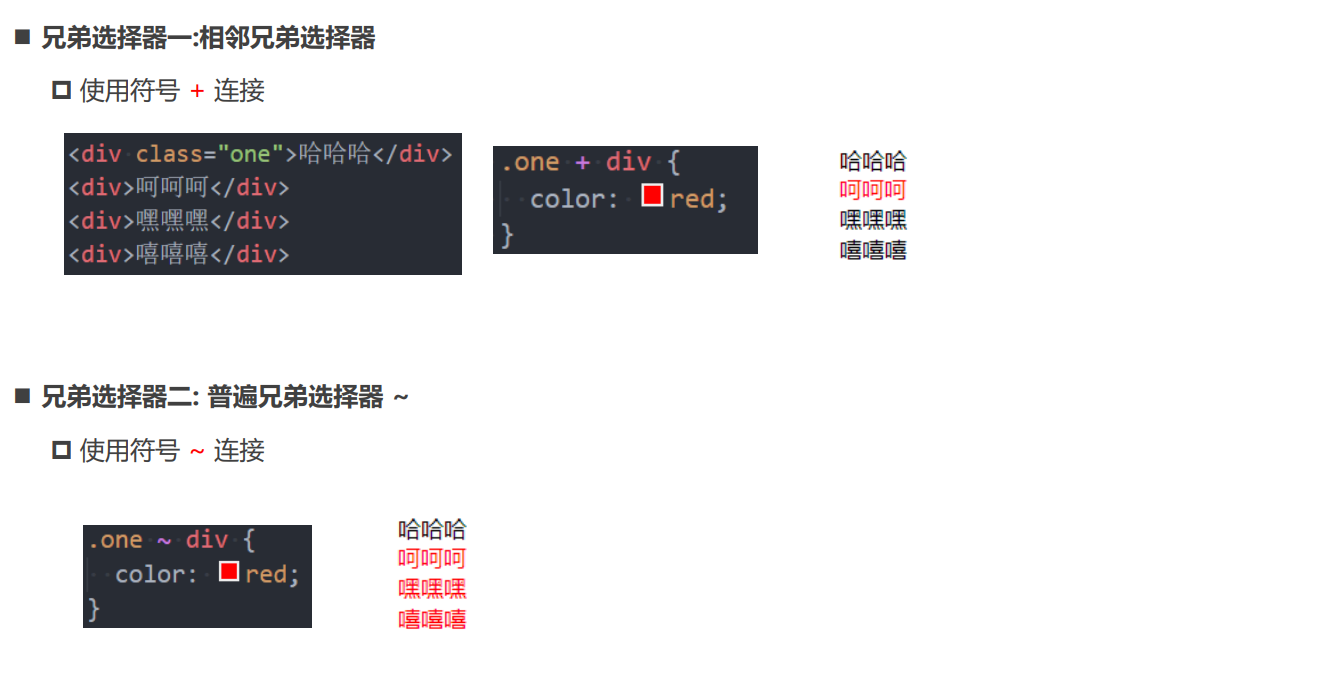 兄弟选择器一:相邻兄弟选择器
使用符号 + 连接
<div class="one">哈哈哈</div>
<div>呵呵呵</div>
<div>嘿嘿嘿</div>
<div>嘻嘻嘻</div>
.one + div {
color: red;
}
哈哈哈
呵呵呵
嘿嘿嘿
嘻嘻嘻
兄弟选择器二: 普遍兄弟选择器 ~
使用符号 ~ 连接
.one ~ div {
color: red;
}
哈哈哈
呵呵呵
嘿嘿嘿
嘻嘻嘻